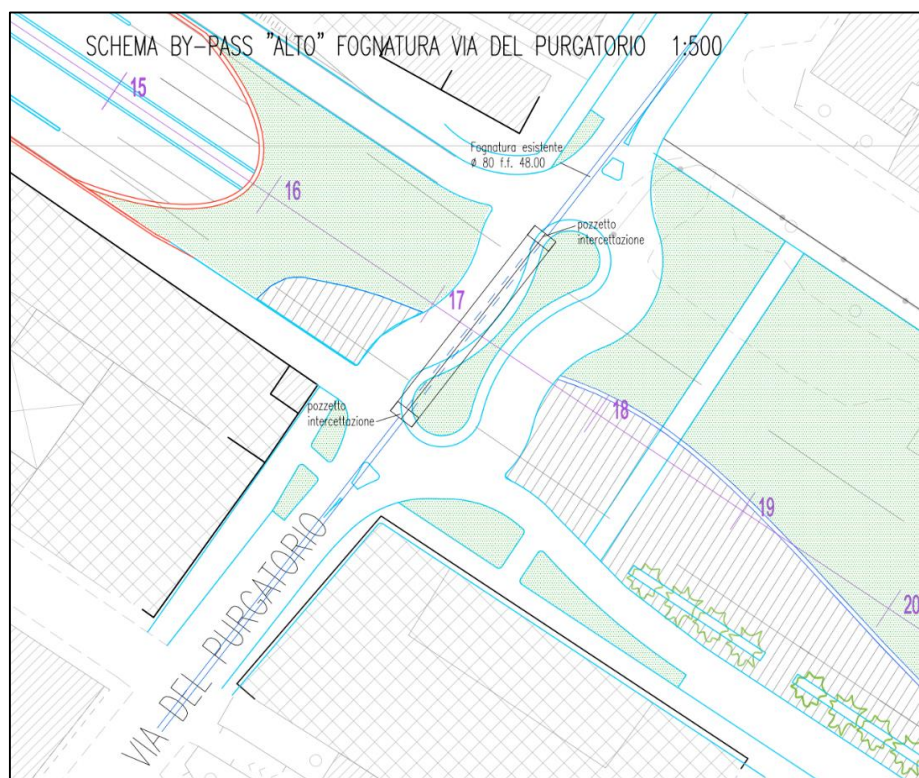 SCHEMA BY-PASS "ALTO" FOGNATURA VIA DEL PURGATORIO 1:500
15
Fognatura esistente
ø 80 f.f. 48.00
16
pozzetto
intercettazione
17
pozzetto
intercettazione
18
19
20
VIA DEL PURGATORIO